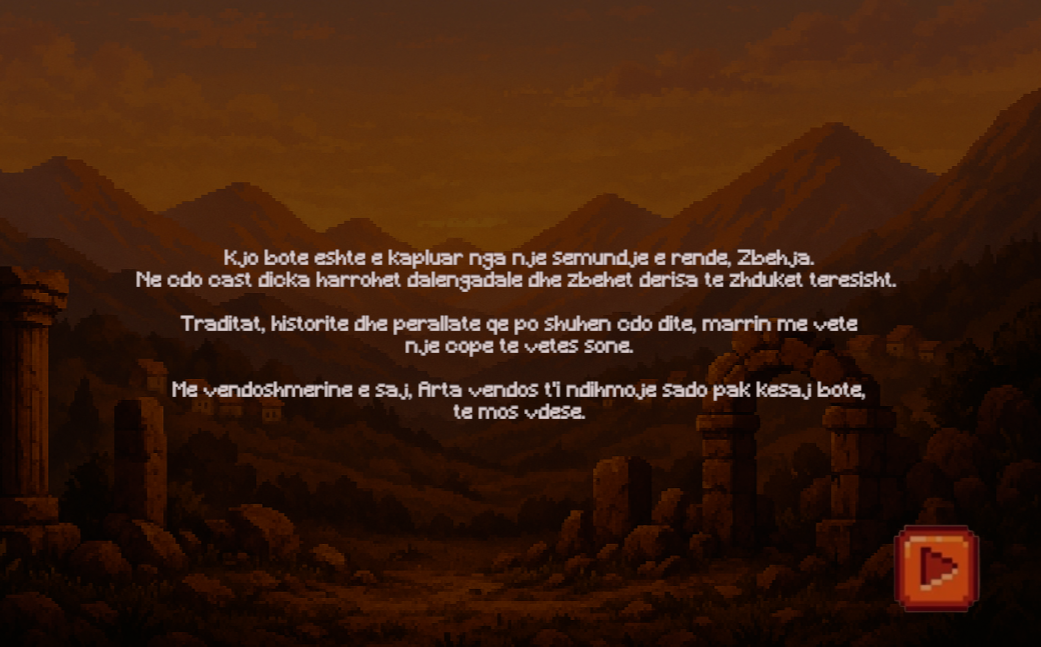 Kjo bote eshte e kapluar nga nje semundje e rende, Zbehja.
Ne cdo cast dicka harrohet dalengadale dhe zbehet derisa te zhduket teresisht.
Traditat, historite dhe perallate qe po shuhen cdo dite, marrin me vete
nje cope te vetes sone.
Me vendoshmerine e saj, Arta vendos t'i ndihmoje sado pak kesaj bote,
te mos vdese.